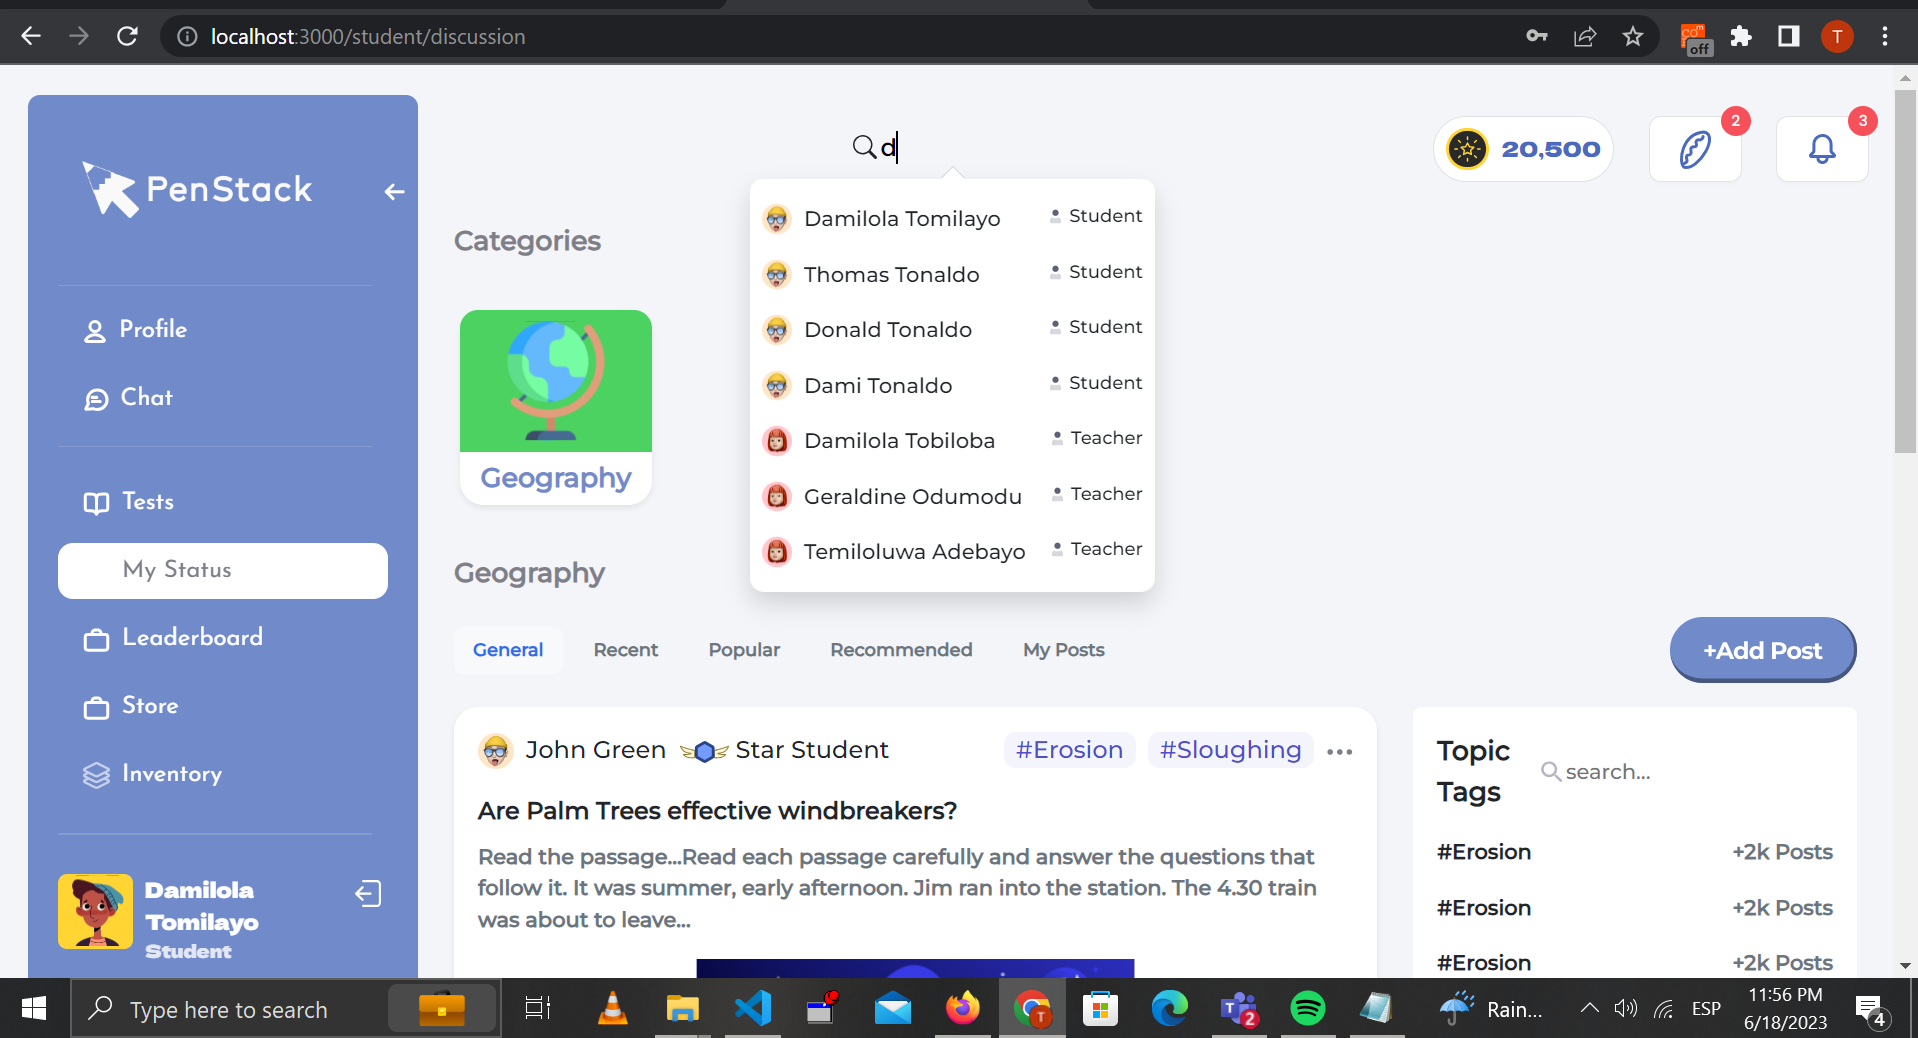 localhost:3000/student/discussion
off
T
PenStack
d
20,500
2
3
Categories
Damilola Tomilayo Student
Thomas Tonaldo Student
Donald Tonaldo Student
Dami Tonaldo Student
Damilola Tobiloba Teacher
Geraldine Odumodu Teacher
Temiloluwa Adebayo Teacher
Profile
Chat
Tests
My Status
Leaderboard
Store
Inventory
Damilola
Tomilayo
Student
Geography
Geography
General Recent Popular Recommended My Posts
+Add Post
John Green Star Student #Erosion #Sloughing
Are Palm Trees effective windbreakers?
Read the passage...Read each passage carefully and answer the questions that
follow it. It was summer, early afternoon. Jim ran into the station. The 4.30 train
was about to leave...
Topic
Tags
search...
#Erosion +2k Posts
#Erosion +2k Posts
#Erosion +2k Posts
Type here to search
T
2
Rain...
ESP
11:56 PM
6/18/2023
4